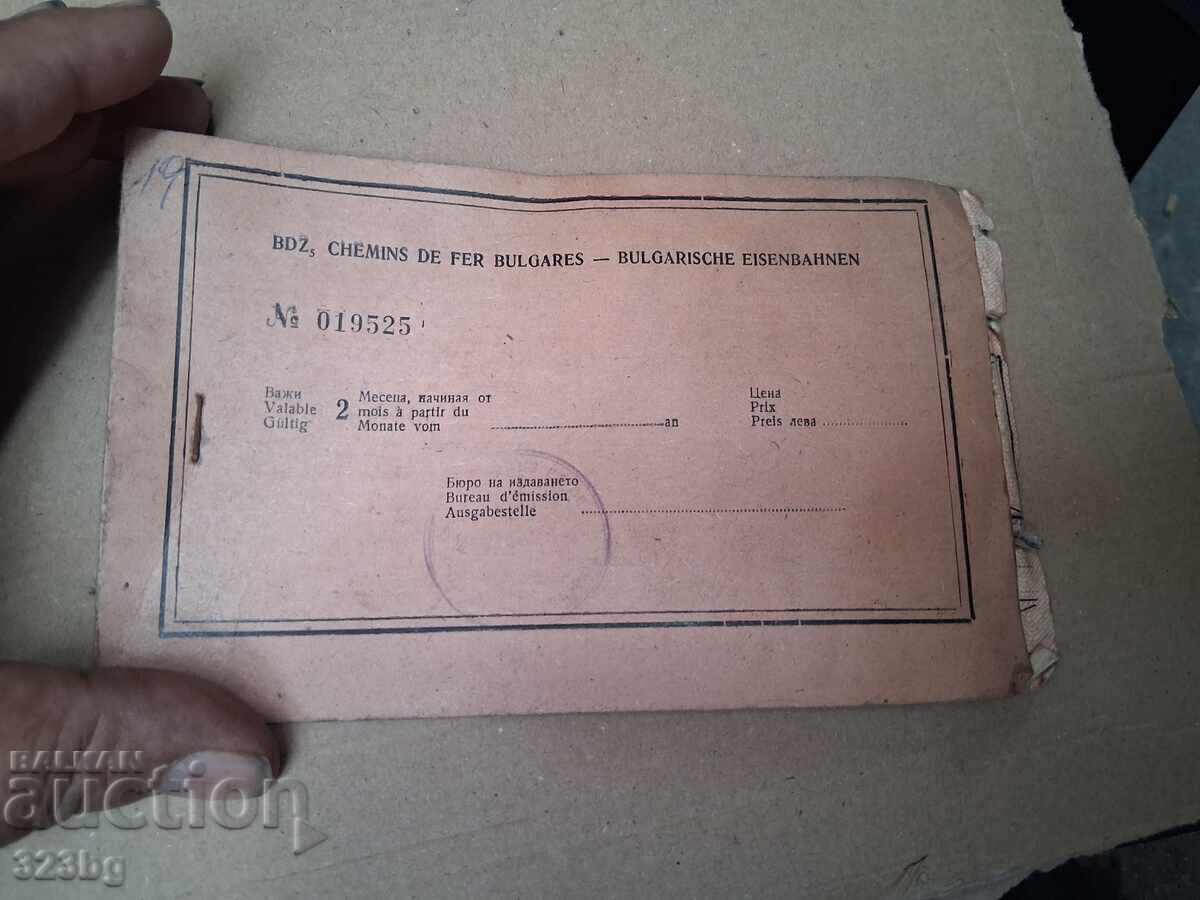 19
BDŽ, CHEMINS DE FER BULGARES — BULGARISCHE EISENBAHNEN
№ 019525
Важи
Valable
Gültig
2
Месеца, начиная от
mois à partir du
Monate vom ........ an
Цена
Prix
Preis лева ........
Бюро на издаването
Bureau d'émission
Ausgabestelle ........
BALKAN
auction
323bg